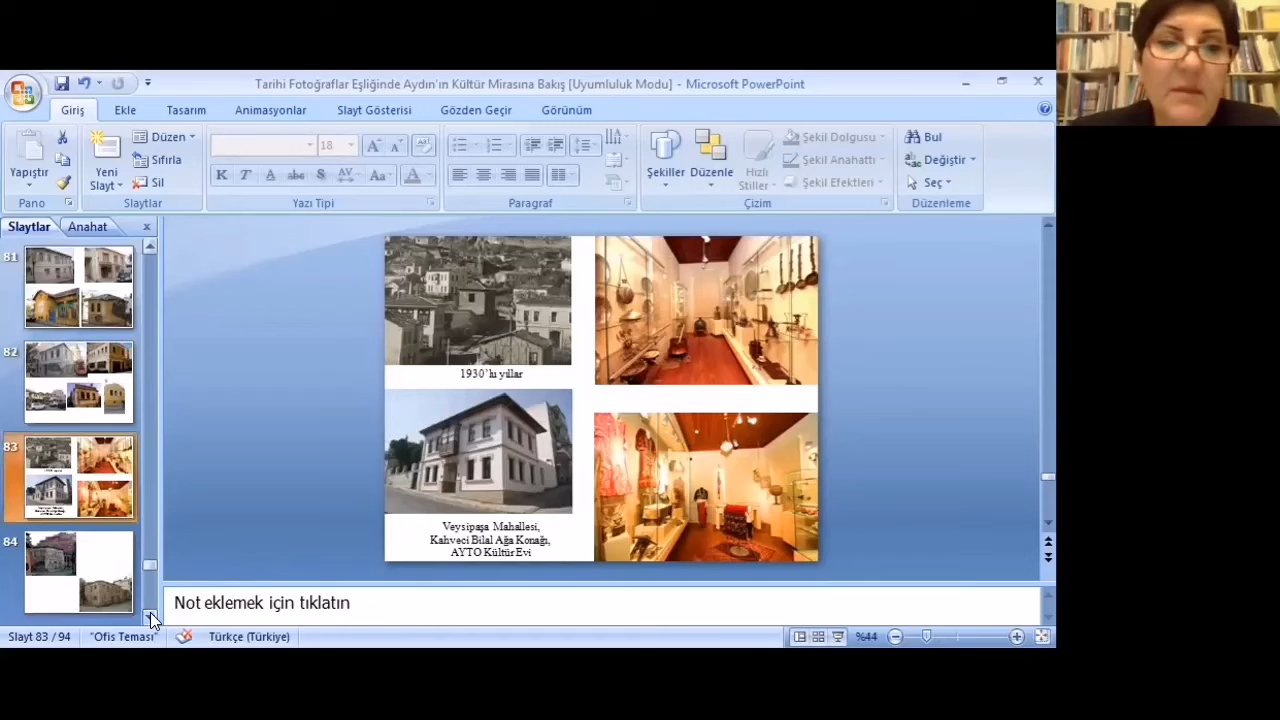 Tarihi Fotoğraflar Eşliğinde Aydın'ın Kültür Mirasına Bakış [Uyumluluk Modu] - Microsoft PowerPoint
Giriş
Ekle
Tasarım
Animasyonlar
Slayt Gösterisi
Gözden Geçir
Görünüm
Yapıştır
Pano
Yeni
Slayt
Düzen
Sıfırla
Sil
Slaytlar
18
Yazı Tipi
Paragraf
Şekiller
Düzenle
Hızlı
Stiller
Şekil Dolgusu
Şekil Anahattı
Şekil Efektleri
Çizim
Bul
Değiştir
Seç
Düzenleme
Slaytlar
Anahat
81
82
83
84
1930'lu yıllar
Veysipaşa Mahallesi,
Kahveci Bilal Ağa Konağı,
AYTO Kültür Evi
Not eklemek için tıklatın
Slayt 83 / 94
"Ofis Teması"
Türkçe (Türkiye)
%44